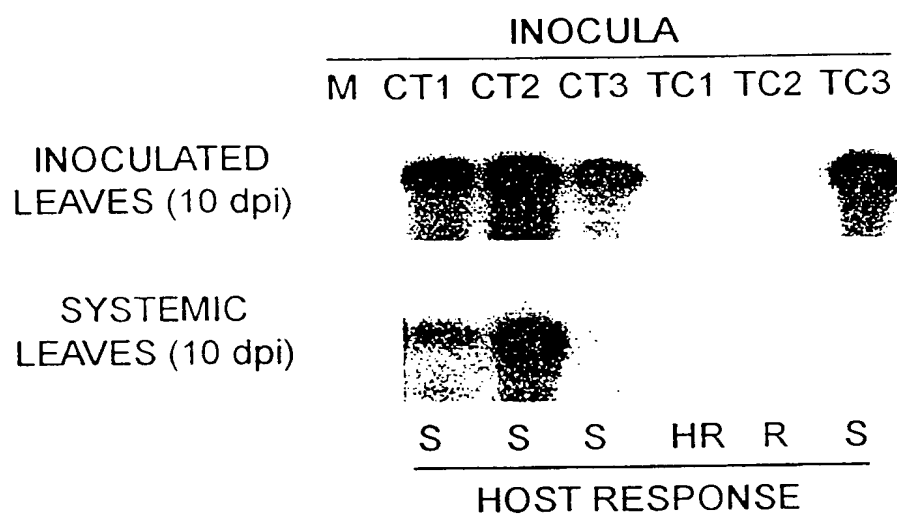 INOCULA
M CT1 CT2 CT3 TC1 TC2 TC3
INOCULATED
LEAVES (10 dpi)
SYSTEMIC
LEAVES (10 dpi)
S S S HR R S
HOST RESPONSE